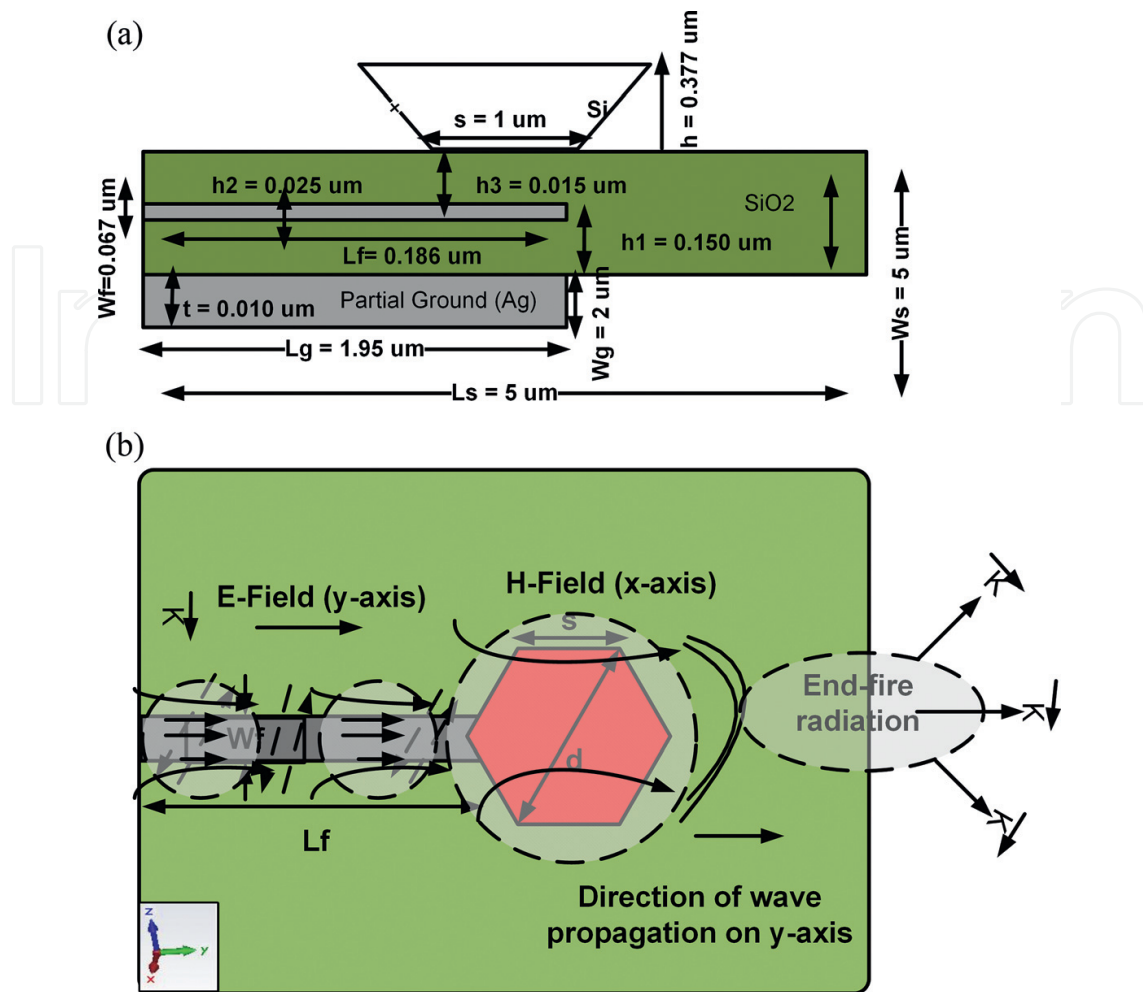 (a)
h = 0.377 um
Si
s = 1 um
h2 = 0.025 um
h3 = 0.015 um
SiO2
Wf=0.067 um
Lf= 0.186 um
h1 = 0.150 um
Ws = 5 um
t = 0.010 um
Partial Ground (Ag)
Wg = 2 um
Lg = 1.95 um
Ls = 5 um
(b)
E-Field (y-axis)
H-Field (x-axis)
K
K
s
End-fire
radiation
K
Wf
d
K
Lf
Direction of wave
propagation on y-axis
z
y
x